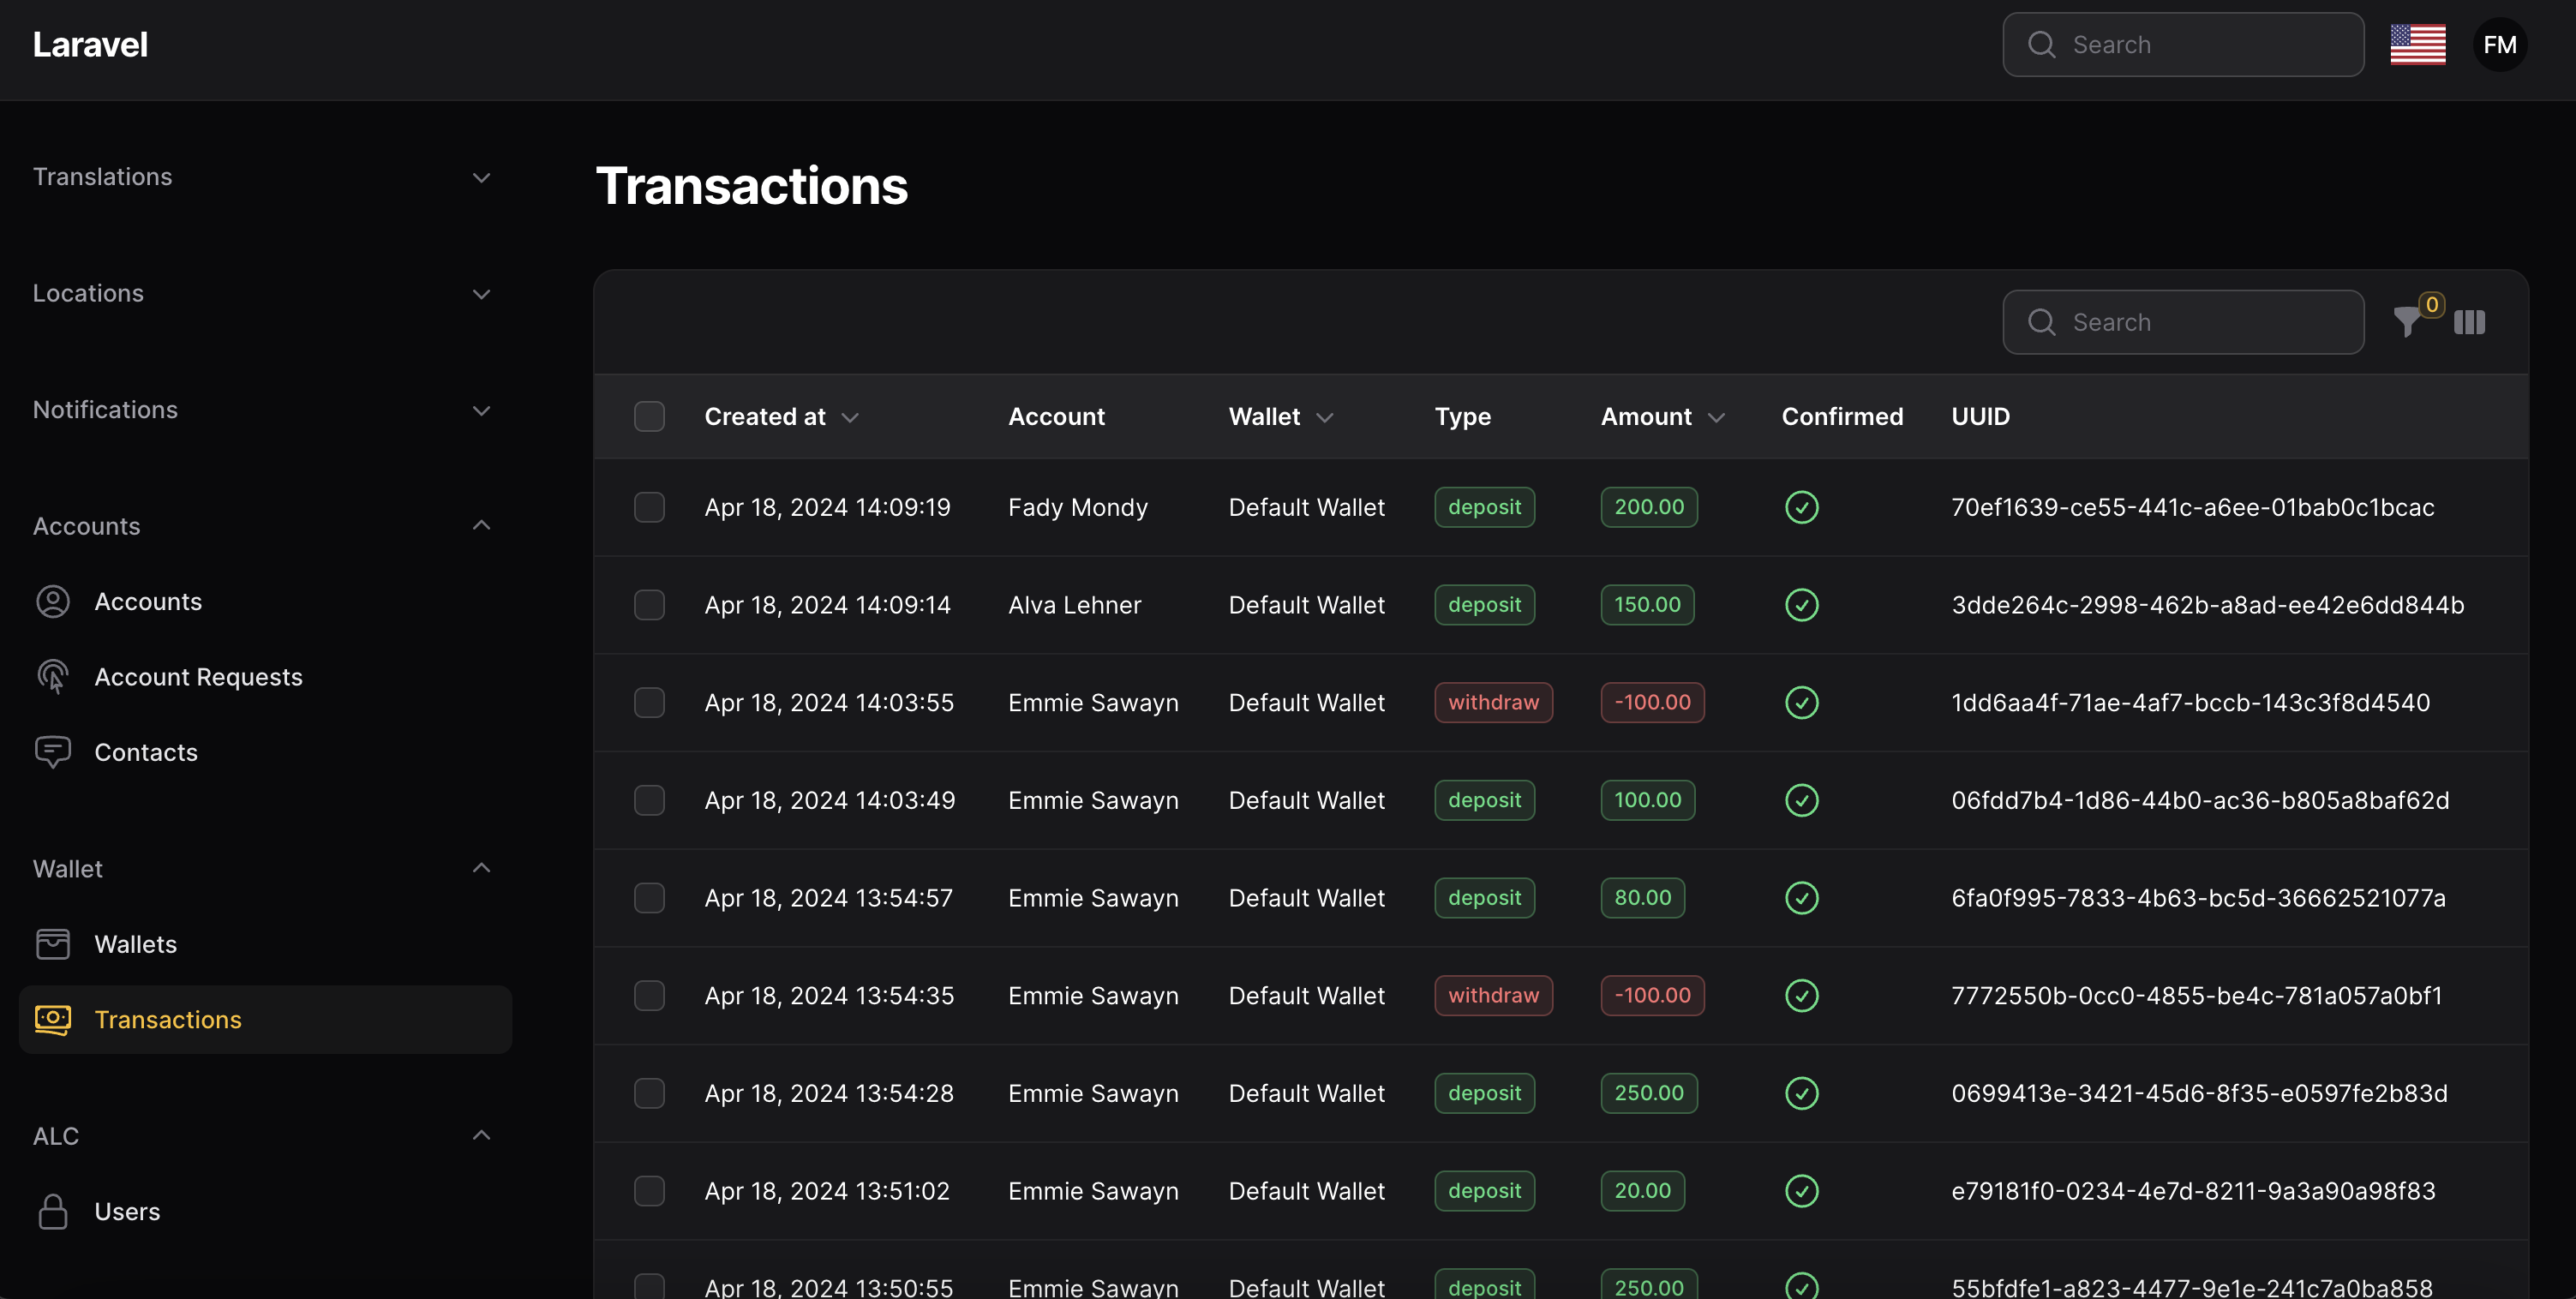 Laravel
Search
FM
Translations
Locations
Notifications
Accounts
Accounts
Account Requests
Contacts
Wallet
Wallets
Transactions
ALC
Users
Transactions
Search
0
Created at Account Wallet Type Amount Confirmed UUID
Apr 18, 2024 14:09:19 Fady Mondy Default Wallet deposit 200.00 70ef1639-ce55-441c-a6ee-01bab0c1bcac
Apr 18, 2024 14:09:14 Alva Lehner Default Wallet deposit 150.00 3dde264c-2998-462b-a8ad-ee42e6dd844b
Apr 18, 2024 14:03:55 Emmie Sawayn Default Wallet withdraw -100.00 1dd6aa4f-71ae-4af7-bccb-143c3f8d4540
Apr 18, 2024 14:03:49 Emmie Sawayn Default Wallet deposit 100.00 06fdd7b4-1d86-44b0-ac36-b805a8baf62d
Apr 18, 2024 13:54:57 Emmie Sawayn Default Wallet deposit 80.00 6fa0f995-7833-4b63-bc5d-36662521077a
Apr 18, 2024 13:54:35 Emmie Sawayn Default Wallet withdraw -100.00 7772550b-0cc0-4855-be4c-781a057a0bf1
Apr 18, 2024 13:54:28 Emmie Sawayn Default Wallet deposit 250.00 0699413e-3421-45d6-8f35-e0597fe2b83d
Apr 18, 2024 13:51:02 Emmie Sawayn Default Wallet deposit 20.00 e79181f0-0234-4e7d-8211-9a3a90a98f83
Apr 18, 2024 13:50:55 Emmie Sawayn Default Wallet deposit 250.00 55bfdfe1-a823-4477-9e1e-241c7a0ba858